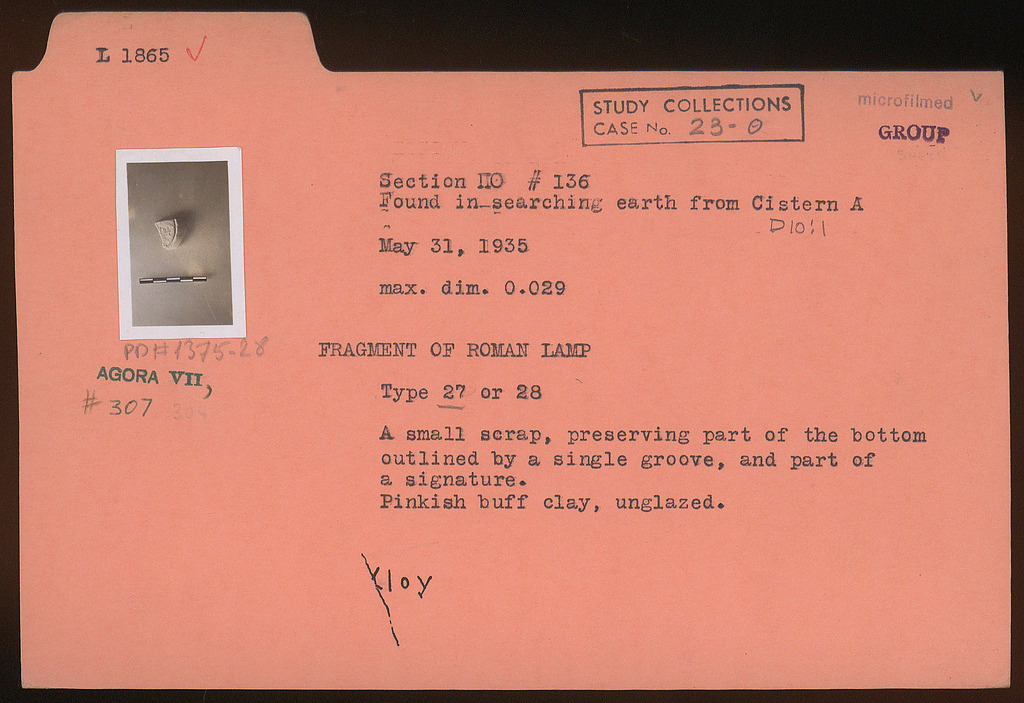 L 1865 ✓
STUDY COLLECTIONS
CASE No. 23-0
microfilmed ✓
GROUP
Section ΠΘ # 136
Found in searching earth from Cistern A
D10:1
May 31, 1935
max. dim. 0.029
PD# 1375-28
AGORA VII,
# 307
FRAGMENT OF ROMAN LAMP
Type 27 or 28
A small scrap, preserving part of the bottom
outlined by a single groove, and part of
a signature.
Pinkish buff clay, unglazed.